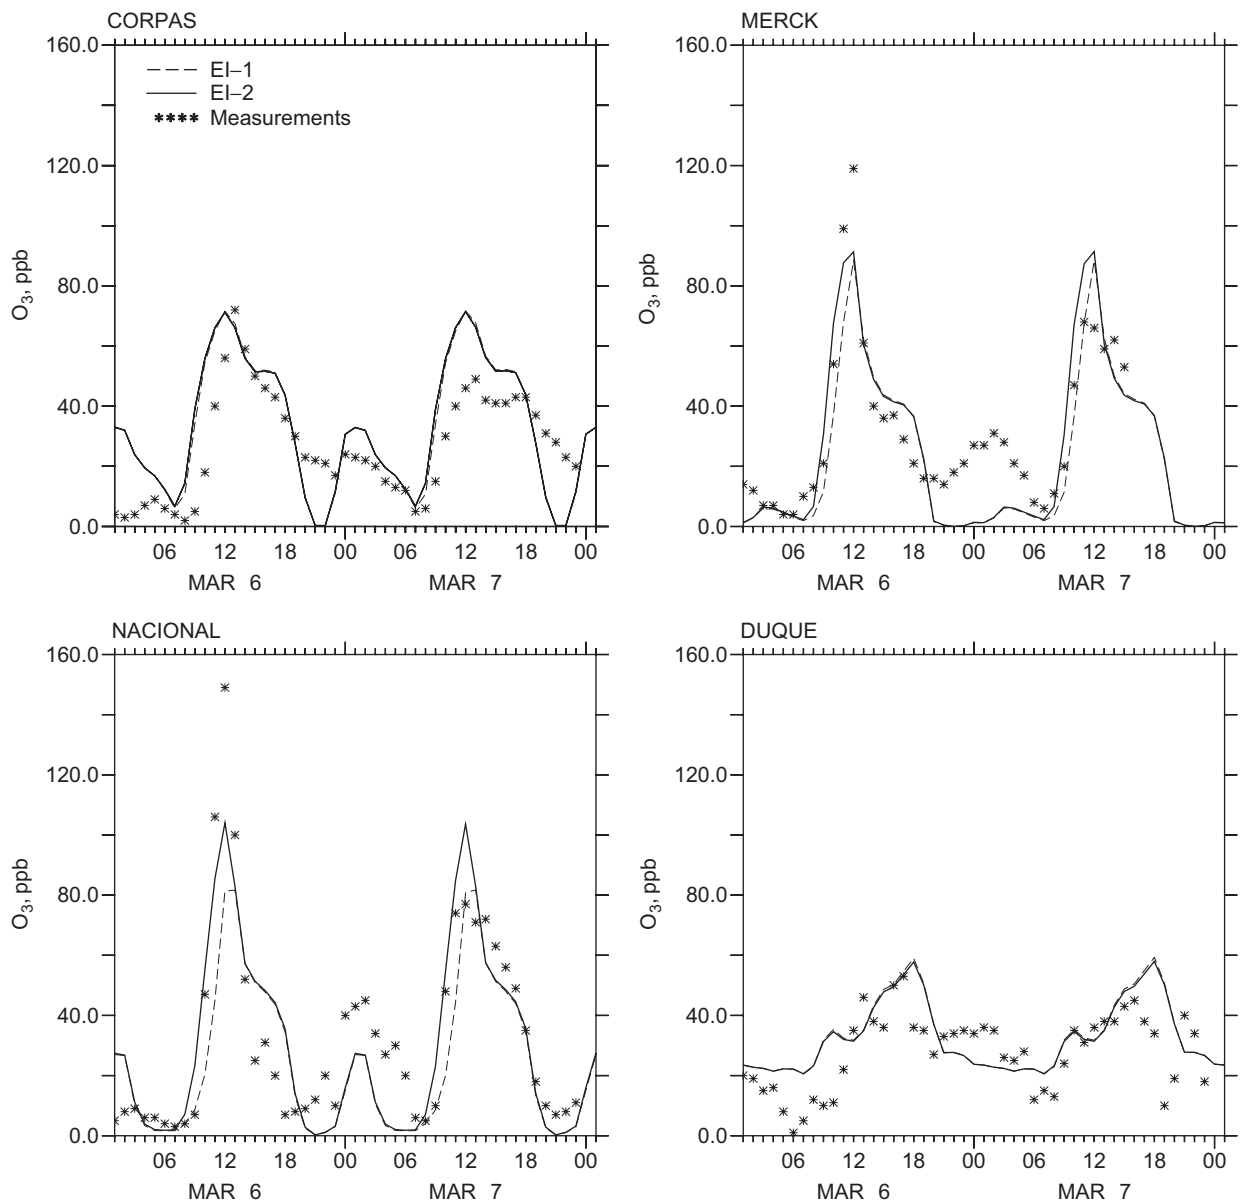 CORPAS
160.0
120.0
80.0
40.0
0.0
O3, ppb
EI–1
EI–2
**** Measurements
06 12 18 00 06 12 18 00
MAR 6 MAR 7
MERCK
160.0
120.0
80.0
40.0
0.0
O3, ppb
06 12 18 00 06 12 18 00
MAR 6 MAR 7
NACIONAL
160.0
120.0
80.0
40.0
0.0
O3, ppb
06 12 18 00 06 12 18 00
MAR 6 MAR 7
DUQUE
160.0
120.0
80.0
40.0
0.0
O3, ppb
06 12 18 00 06 12 18 00
MAR 6 MAR 7